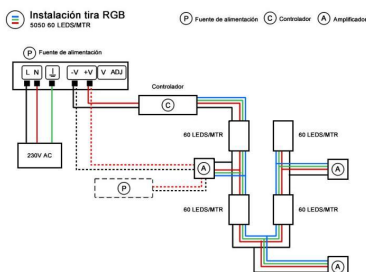 Instalación tira RGB
5050 60 LEDS/MTR
P Fuente de alimentación C Controlador A Amplificador
P Fuente de alimentación
L N -V +V V ADJ
Controlador
C
60 LEDS/MTR 60 LEDS/MTR
230V AC
A A
P
60 LEDS/MTR 60 LEDS/MTR
A